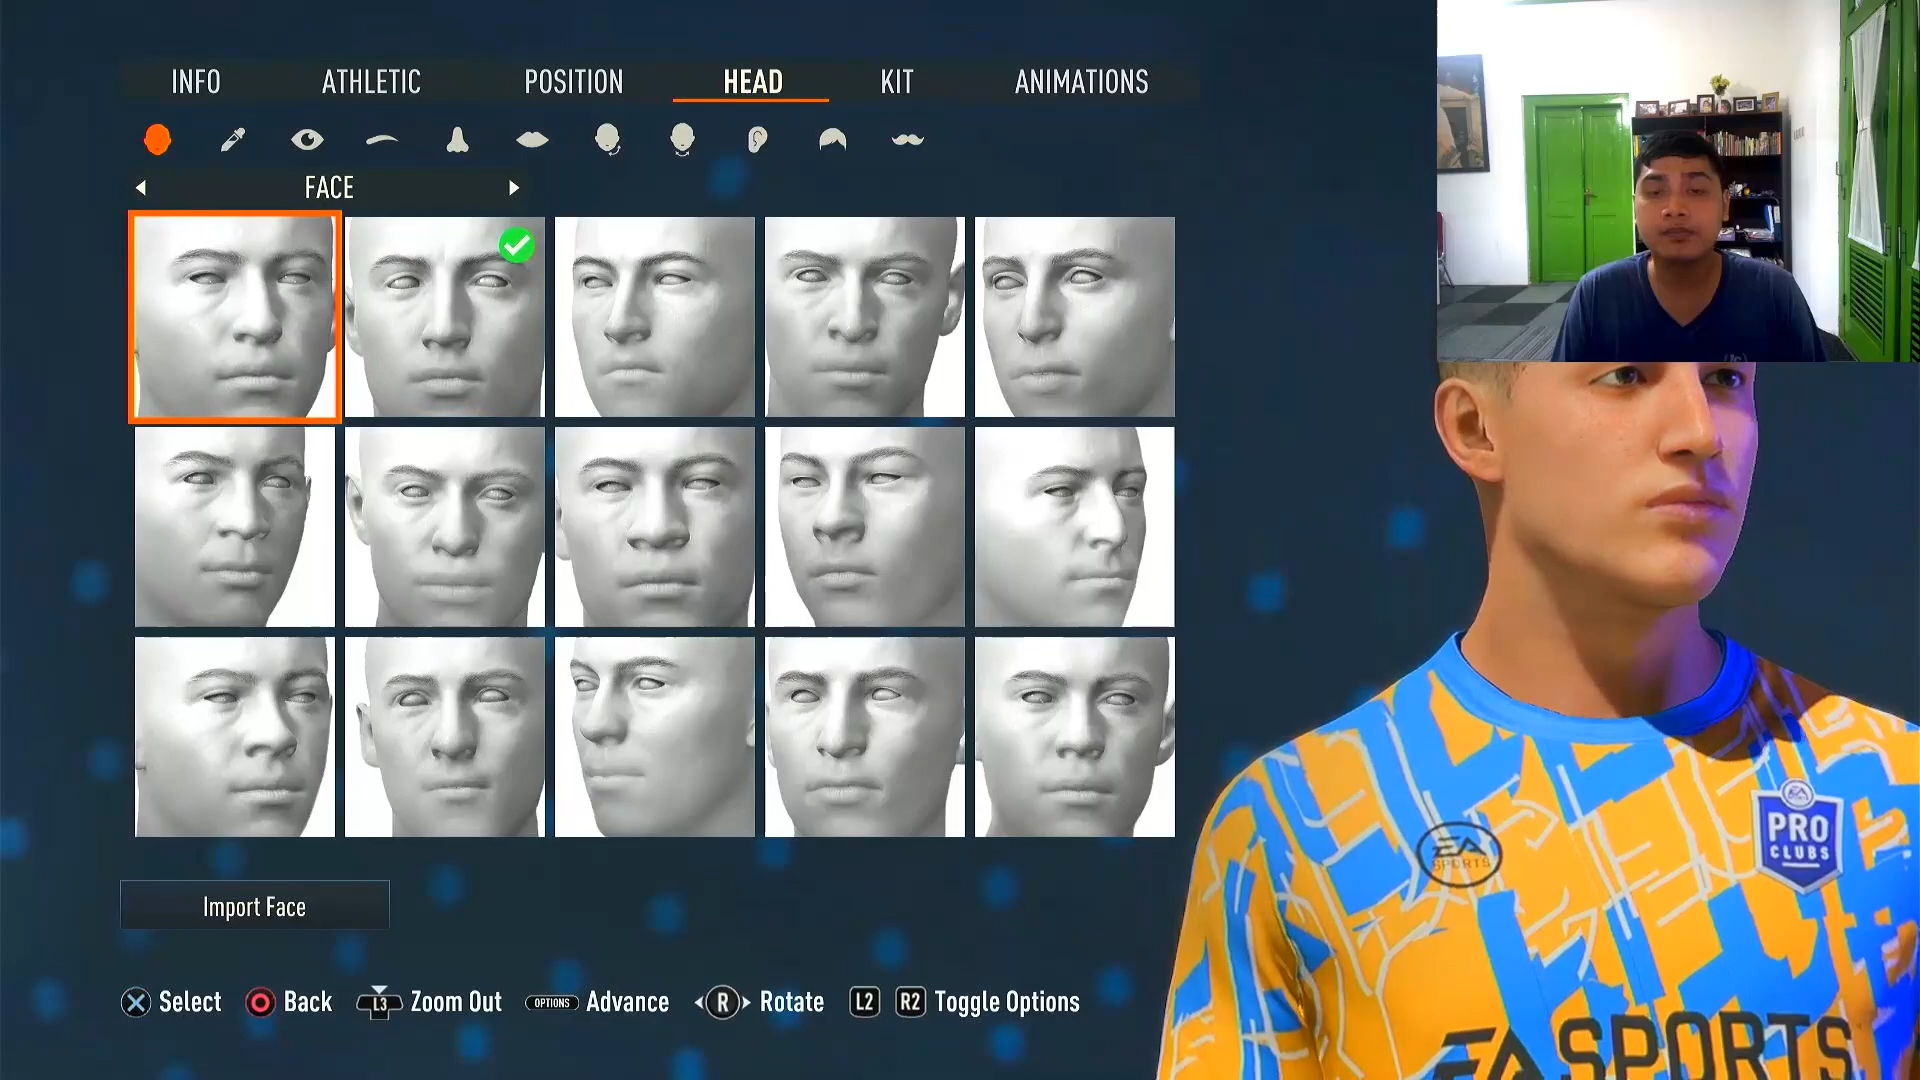 INFO ATHLETIC POSITION HEAD KIT ANIMATIONS
FACE
EA
SPORTS
PRO
CLUBS
Import Face
Select Back L3 Zoom Out OPTIONS Advance R Rotate L2 R2 Toggle Options
EA SPORTS